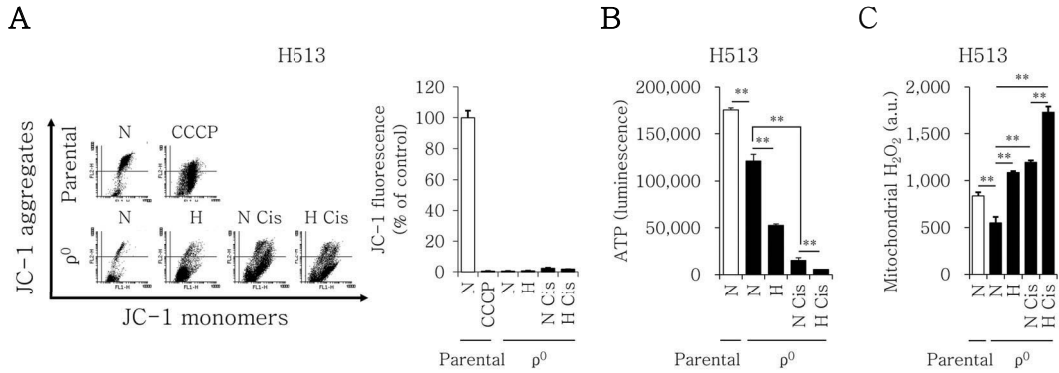 A
B
C
H513
H513
H513
JC-1 aggregates
Parental
ρ⁰
N
CCCP
N
H
N Cis
H Cis
FL2-H
FL1-H
JC-1 monomers
JC-1 fluorescence
(% of control)
120
100
80
60
40
20
0
N
CCCP
N
H
N Cis
H Cis
Parental
ρ⁰
ATP (luminescence)
200,000
150,000
100,000
50,000
0
**
**
**
**
N
N
H
N Cis
H Cis
Parental
ρ⁰
Mitochondrial H₂O₂ (a.u.)
2,000
1,500
1,000
500
0
**
**
**
**
**
N
N
H
N Cis
H Cis
Parental
ρ⁰